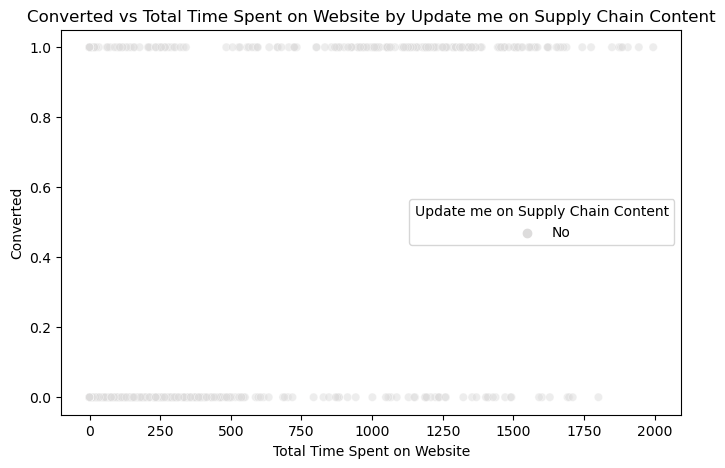 Converted vs Total Time Spent on Website by Update me on Supply Chain Content
1.0
0.8
0.6
0.4
0.2
0.0
Converted
Update me on Supply Chain Content
No
0 250 500 750 1000 1250 1500 1750 2000
Total Time Spent on Website